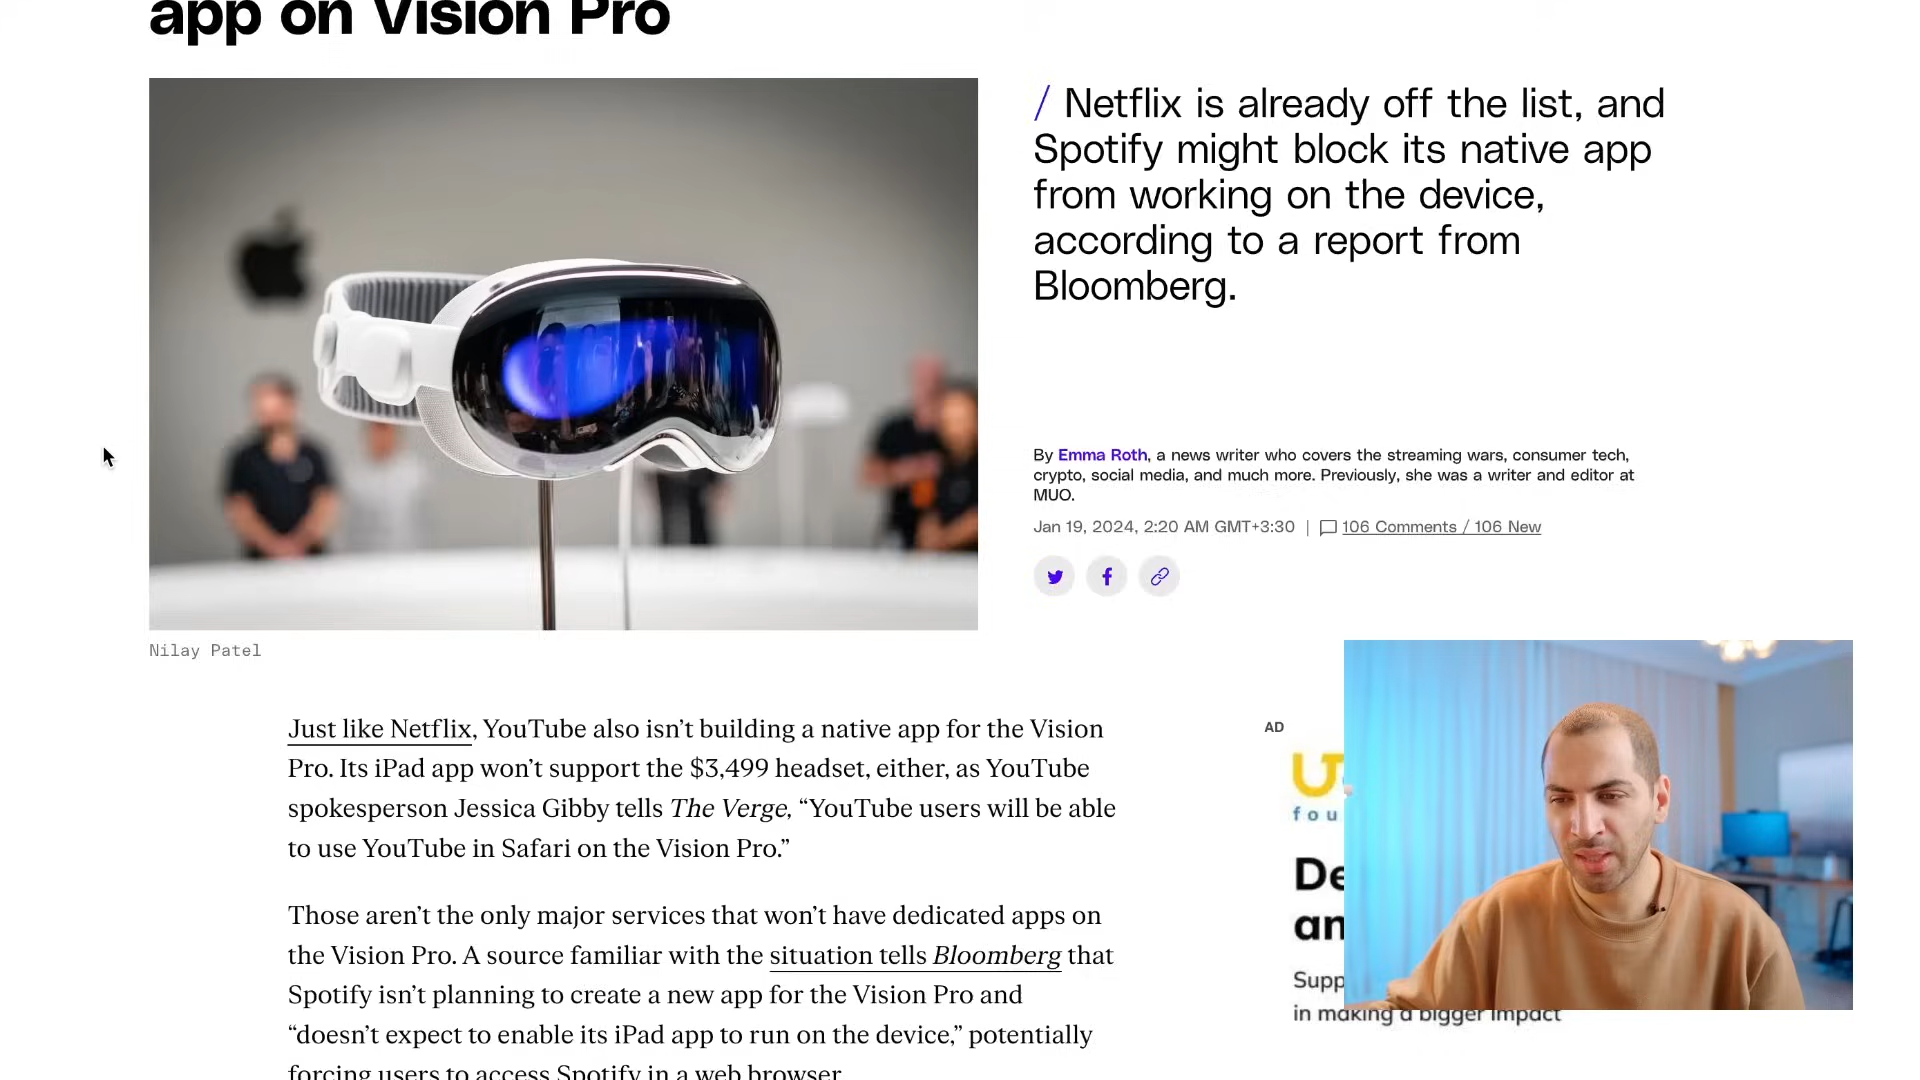 app on Vision Pro
/ Netflix is already off the list, and
Spotify might block its native app
from working on the device,
according to a report from
Bloomberg.
By Emma Roth, a news writer who covers the streaming wars, consumer tech,
crypto, social media, and much more. Previously, she was a writer and editor at
MUO.
Jan 19, 2024, 2:20 AM GMT+3:30 | 106 Comments / 106 New
Nilay Patel
Just like Netflix, YouTube also isn’t building a native app for the Vision
Pro. Its iPad app won’t support the $3,499 headset, either, as YouTube
spokesperson Jessica Gibby tells The Verge, “YouTube users will be able
to use YouTube in Safari on the Vision Pro.”
Those aren’t the only major services that won’t have dedicated apps on
the Vision Pro. A source familiar with the situation tells Bloomberg that
Spotify isn’t planning to create a new app for the Vision Pro and
“doesn’t expect to enable its iPad app to run on the device,” potentially
forcing users to access Spotify in a web browser.
AD
fou
De
an
Supp
in making a bigger impact